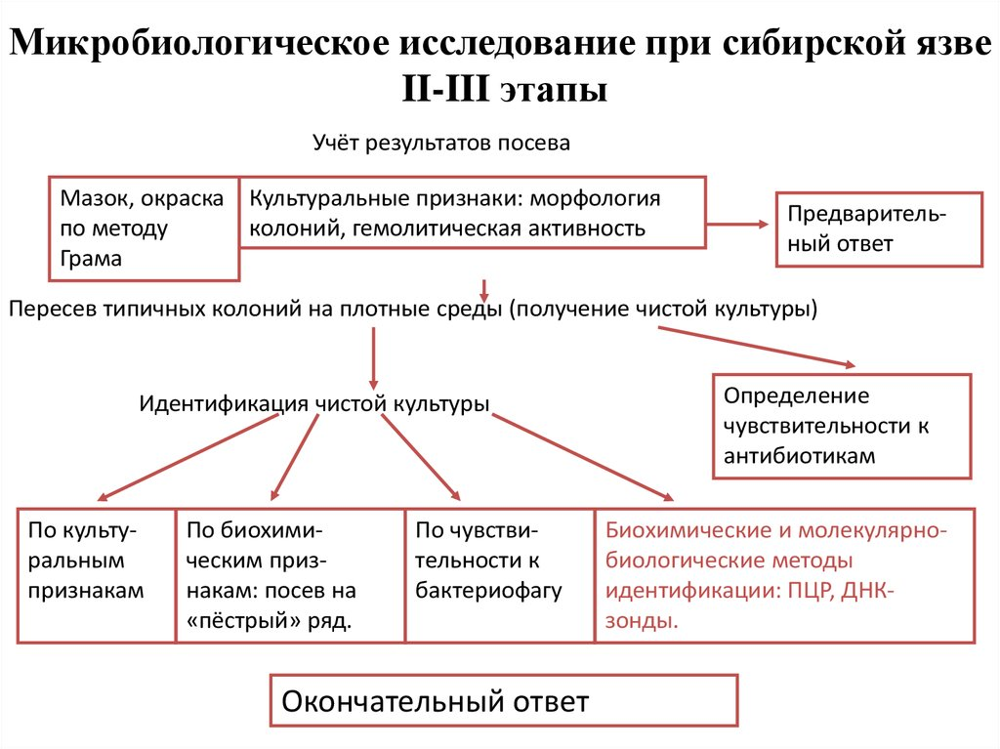 Микробиологическое исследование при сибирской язве
II-III этапы
Учёт результатов посева
Мазок, окраска
по методу
Грама
Культуральные признаки: морфология
колоний, гемолитическая активность
Предваритель-
ный ответ
Пересев типичных колоний на плотные среды (получение чистой культуры)
Идентификация чистой культуры
Определение
чувствительности к
антибиотикам
По культу-
ральным
признакам
По биохими-
ческим приз-
накам: посев на
«пёстрый» ряд.
По чувстви-
тельности к
бактериофагу
Биохимические и молекулярно-
биологические методы
идентификации: ПЦР, ДНК-
зонды.
Окончательный ответ